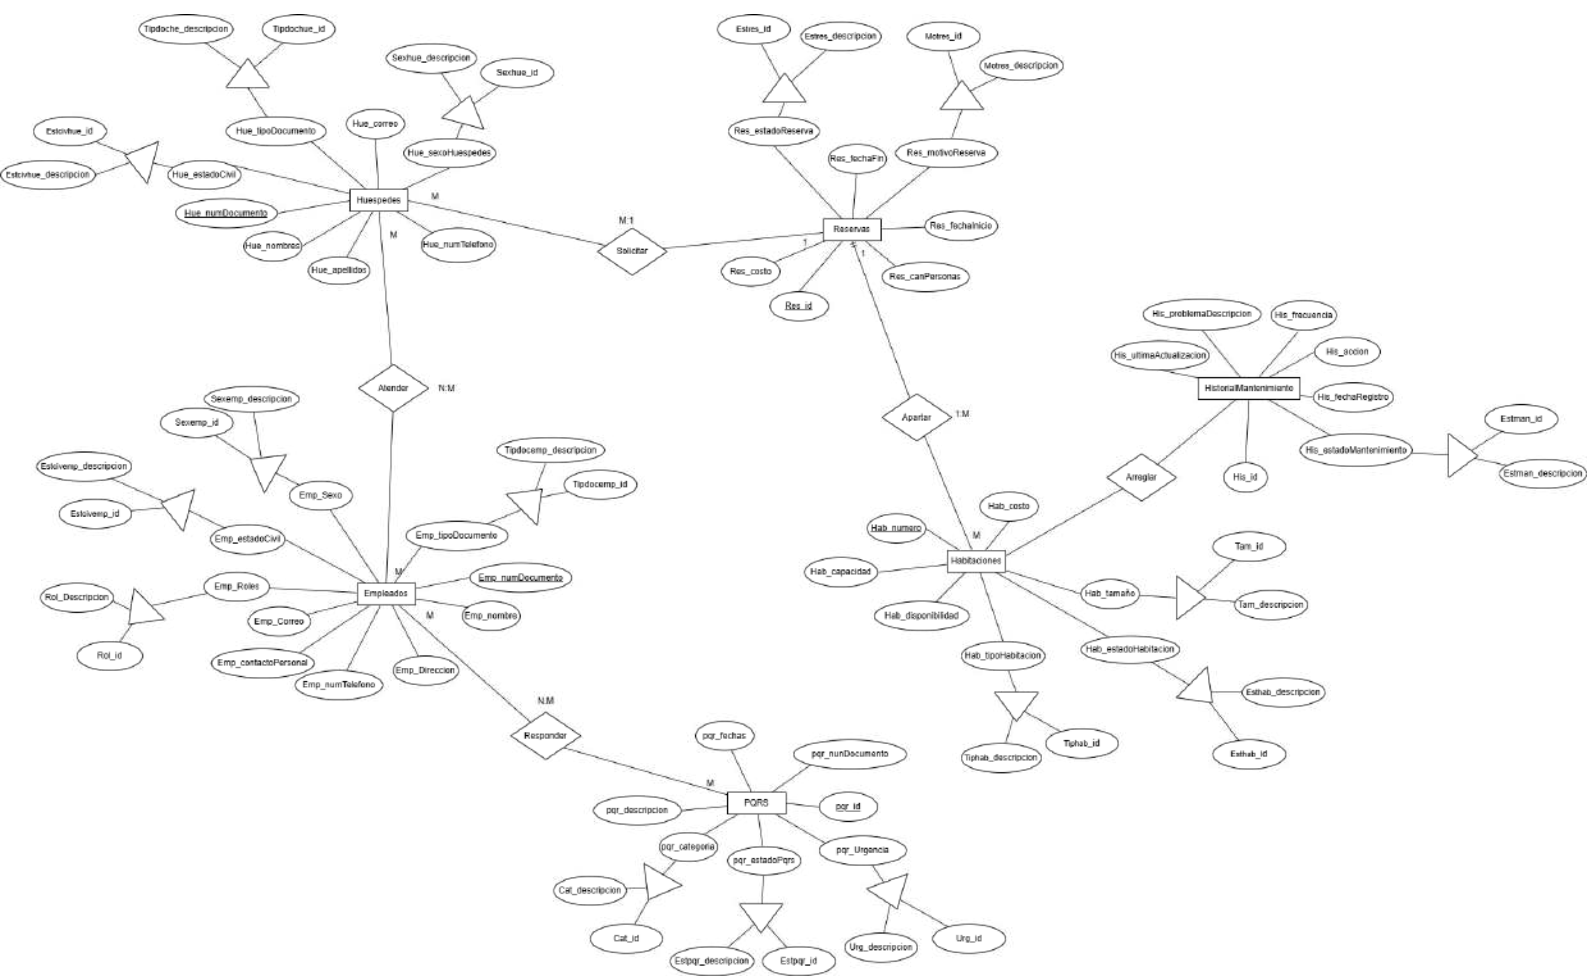 Tipdoche_descripcion
Tipdochue_id
Sexhue_descripcion
Sexhue_id
Estcivhue_id
Estcivhue_descripcion
Hue_tipoDocumento
Hue_correo
Hue_sexoHuespedes
Hue_estadoCivil
Huespedes
M
Hue_numDocumento
Hue_nombres
Hue_apellidos
Hue_numTelefono
M
M:1
Solicitar
Estres_id
Estres_descripcion
Motres_id
Motres_descripcion
Res_estadoReserva
Res_fechaFin
Res_motivoReserva
Reservas
Res_fechaInicio
1
1
Res_costo
Res_canPersonas
Res_id
Atender
N:M
Apartar
1:M
His_problemaDescripcion
His_frecuencia
His_ultimaActualizacion
His_accion
HistorialMantenimiento
His_fechaRegistro
Estman_id
His_estadoMantenimiento
Estman_descripcion
His_id
Arreglar
Sexemp_descripcion
Sexemp_id
Estcivemp_descripcion
Estcivemp_id
Tipdocemp_descripcion
Tipdocemp_id
Emp_Sexo
Emp_estadoCivil
Emp_tipoDocumento
Emp_Roles
Rol_Descripcion
Rol_id
M
Emp_numDocumento
Empleados
Emp_nombre
M
Emp_Correo
Emp_contactoPersonal
Emp_numTelefono
Emp_Direccion
Hab_costo
Hab_numero
M
Habitaciones
Hab_capacidad
Hab_disponibilidad
Tam_id
Hab_tamaño
Tam_descripcion
Hab_tipoHabitacion
Hab_estadoHabitacion
Esthab_descripcion
Esthab_id
Tiphab_id
Tiphab_descripcion
N:M
Responder
M
pqr_fechas
pqr_nunDocumento
PQRS
pqr_id
pqr_descripcion
pqr_categoria
pqr_estadoPqrs
pqr_Urgencia
Cat_descripcion
Cat_id
Estpqr_descripcion
Estpqr_id
Urg_descripcion
Urg_id